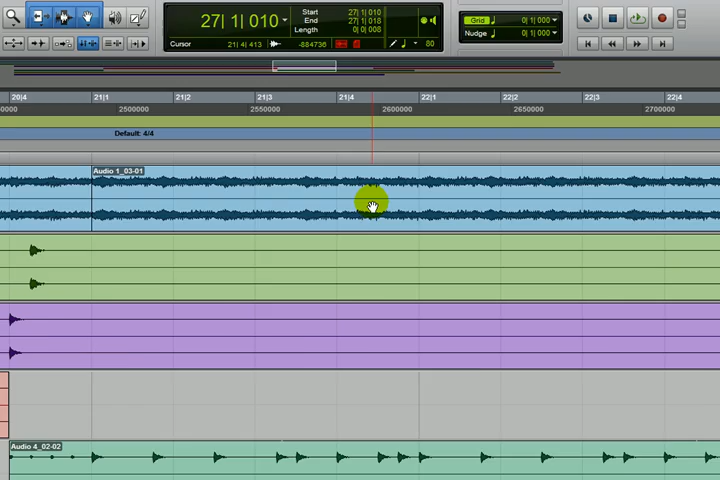 27| 1| 010
Start 27| 1| 010
End 27| 1| 018
Length 0| 0| 008
Cursor 21| 4| 413 -884736 80
Grid 0| 1| 000
Nudge 0| 1| 000
20|4 21|1 21|2 21|3 21|4 22|1 22|2 22|3 22|4
2500000 2550000 2600000 2650000 2700000
Default: 4/4
Audio 1_03-01
Audio 4_02-02